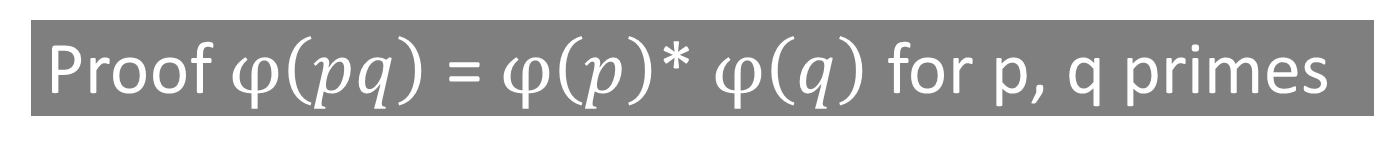 Proof φ(pq) = φ(p)* φ(q) for p, q primes